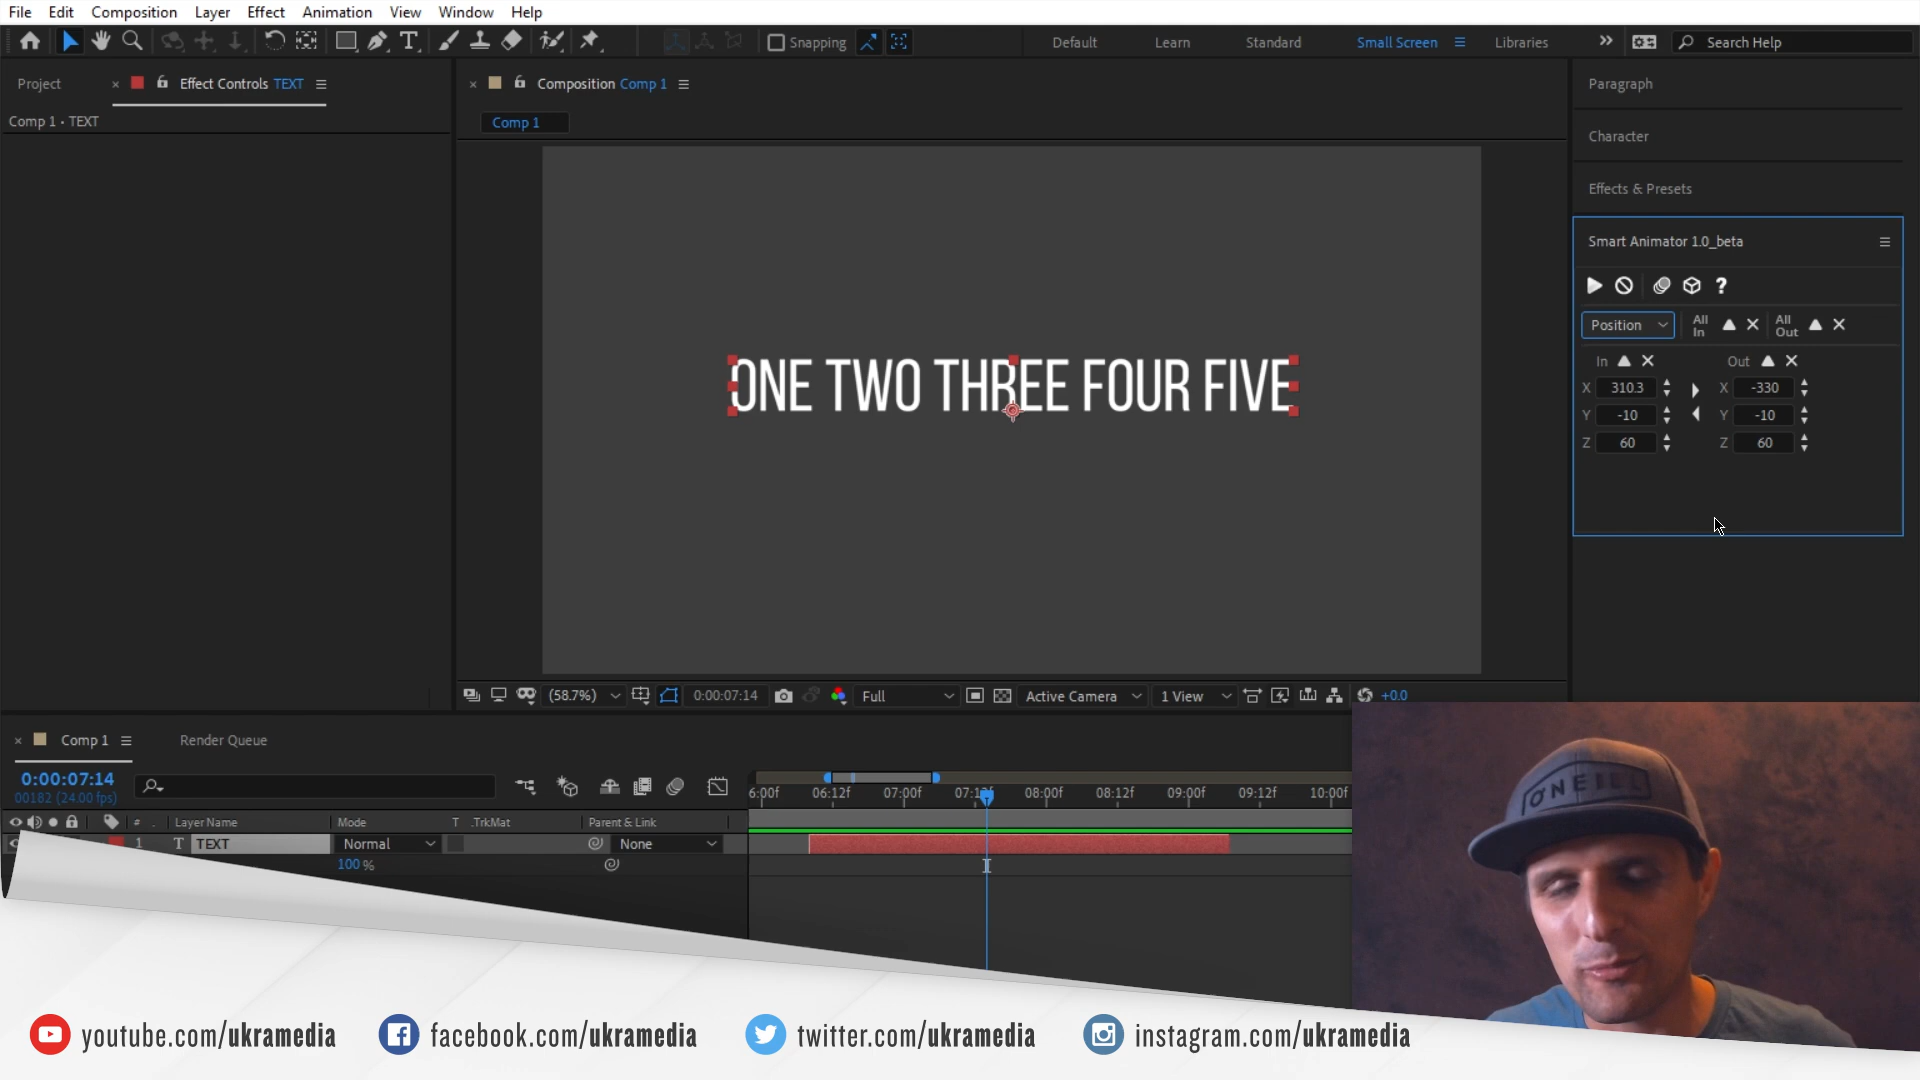 File Edit Composition Layer Effect Animation View Window Help
Snapping Default Learn Standard Small Screen Libraries Search Help
Project Effect Controls TEXT Composition Comp 1 Paragraph
Comp 1 • TEXT Comp 1
Character
Effects & Presets
Smart Animator 1.0_beta
Position All In All Out
In Out
X 310.3 X -330
Y -10 Y -10
Z 60 Z 60
ONE TWO THREE FOUR FIVE
(58.7%) 0:00:07:14 Full Active Camera 1 View +0.0
Comp 1 Render Queue
0:00:07:14
00182 (24.00 fps)
6:00f 06:12f 07:00f 07:12f 08:00f 08:12f 09:00f 09:12f 10:00f
# Layer Name Mode T .TrkMat Parent & Link
1 T TEXT Normal None
100 %
ONEILL
youtube.com/ukramedia facebook.com/ukramedia twitter.com/ukramedia instagram.com/ukramedia